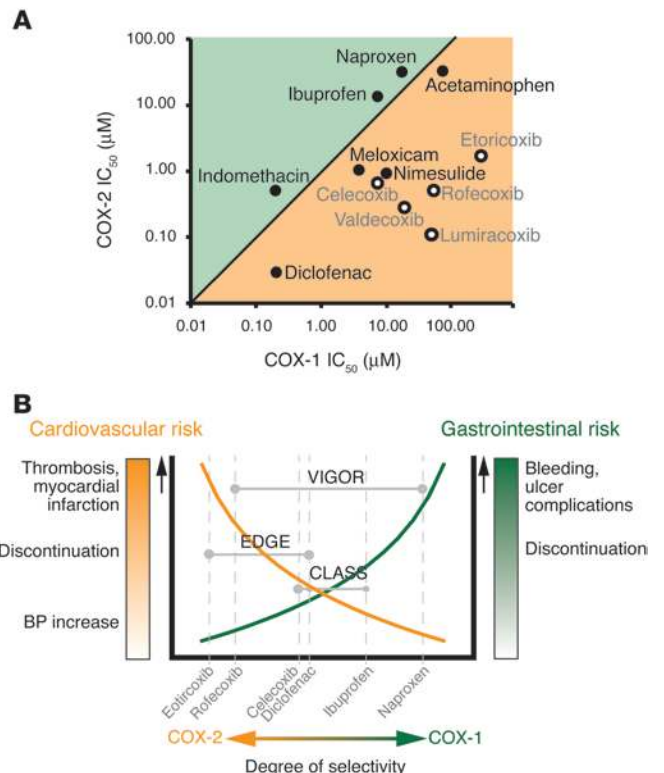 A
COX-2 IC50 (µM)
100.00
10.00
1.00
0.10
0.01
Naproxen
Acetaminophen
Ibuprofen
Etoricoxib
Meloxicam
Indomethacin
Nimesulide
Celecoxib
Rofecoxib
Valdecoxib
Lumiracoxib
Diclofenac
0.01
0.10
1.00
10.00
100.00
COX-1 IC50 (µM)
B
Cardiovascular risk
Gastrointestinal risk
Thrombosis,
myocardial
infarction
Discontinuation
BP increase
VIGOR
EDGE
CLASS
Bleeding,
ulcer
complications
Discontinuation
Eotircoxib
Rofecoxib
Celecoxib
Diclofenac
Ibuprofen
Naproxen
COX-2
COX-1
Degree of selectivity